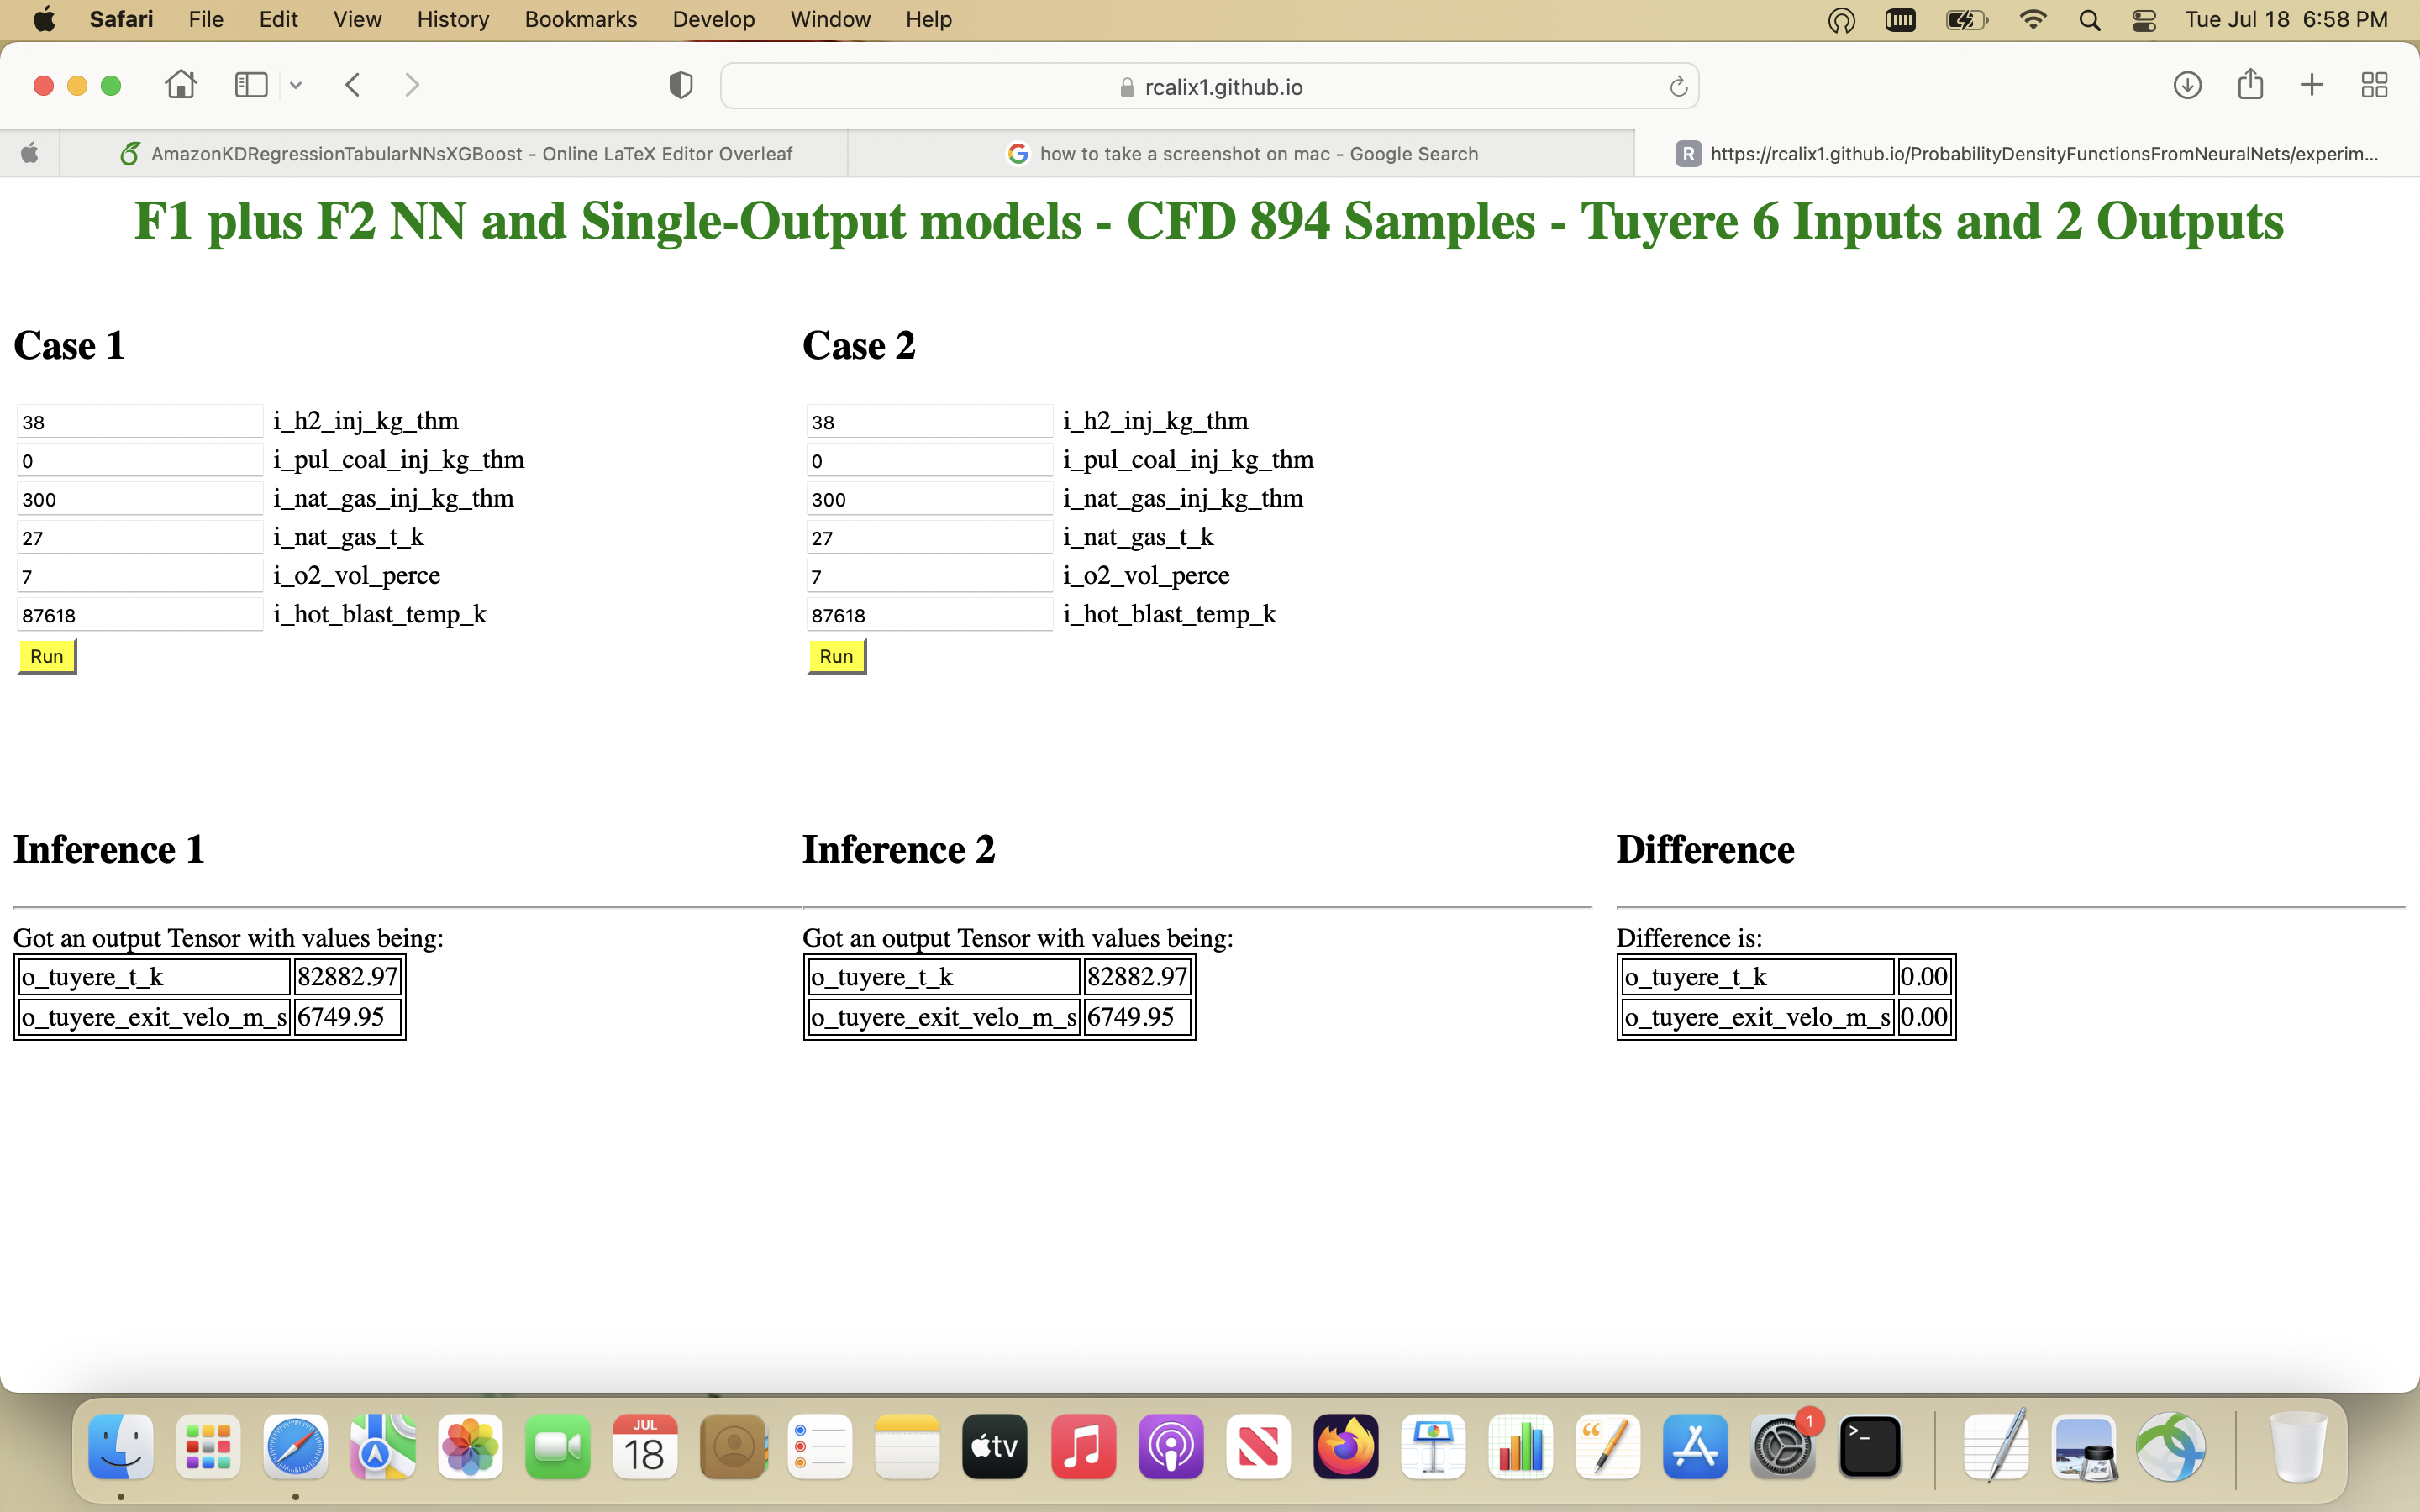 Safari File Edit View History Bookmarks Develop Window Help Tue Jul 18 6:58 PM
rcalix1.github.io
AmazonKDRegressionTabularNNsXGBoost - Online LaTeX Editor Overleaf
how to take a screenshot on mac - Google Search
R https://rcalix1.github.io/ProbabilityDensityFunctionsFromNeuralNets/experim...
F1 plus F2 NN and Single-Output models - CFD 894 Samples - Tuyere 6 Inputs and 2 Outputs
Case 1
38 i_h2_inj_kg_thm
0 i_pul_coal_inj_kg_thm
300 i_nat_gas_inj_kg_thm
27 i_nat_gas_t_k
7 i_o2_vol_perce
87618 i_hot_blast_temp_k
Run
Case 2
38 i_h2_inj_kg_thm
0 i_pul_coal_inj_kg_thm
300 i_nat_gas_inj_kg_thm
27 i_nat_gas_t_k
7 i_o2_vol_perce
87618 i_hot_blast_temp_k
Run
Inference 1
Got an output Tensor with values being:
o_tuyere_t_k 82882.97
o_tuyere_exit_velo_m_s 6749.95
Inference 2
Got an output Tensor with values being:
o_tuyere_t_k 82882.97
o_tuyere_exit_velo_m_s 6749.95
Difference
Difference is:
o_tuyere_t_k 0.00
o_tuyere_exit_velo_m_s 0.00
JUL
18
tv
1
>_